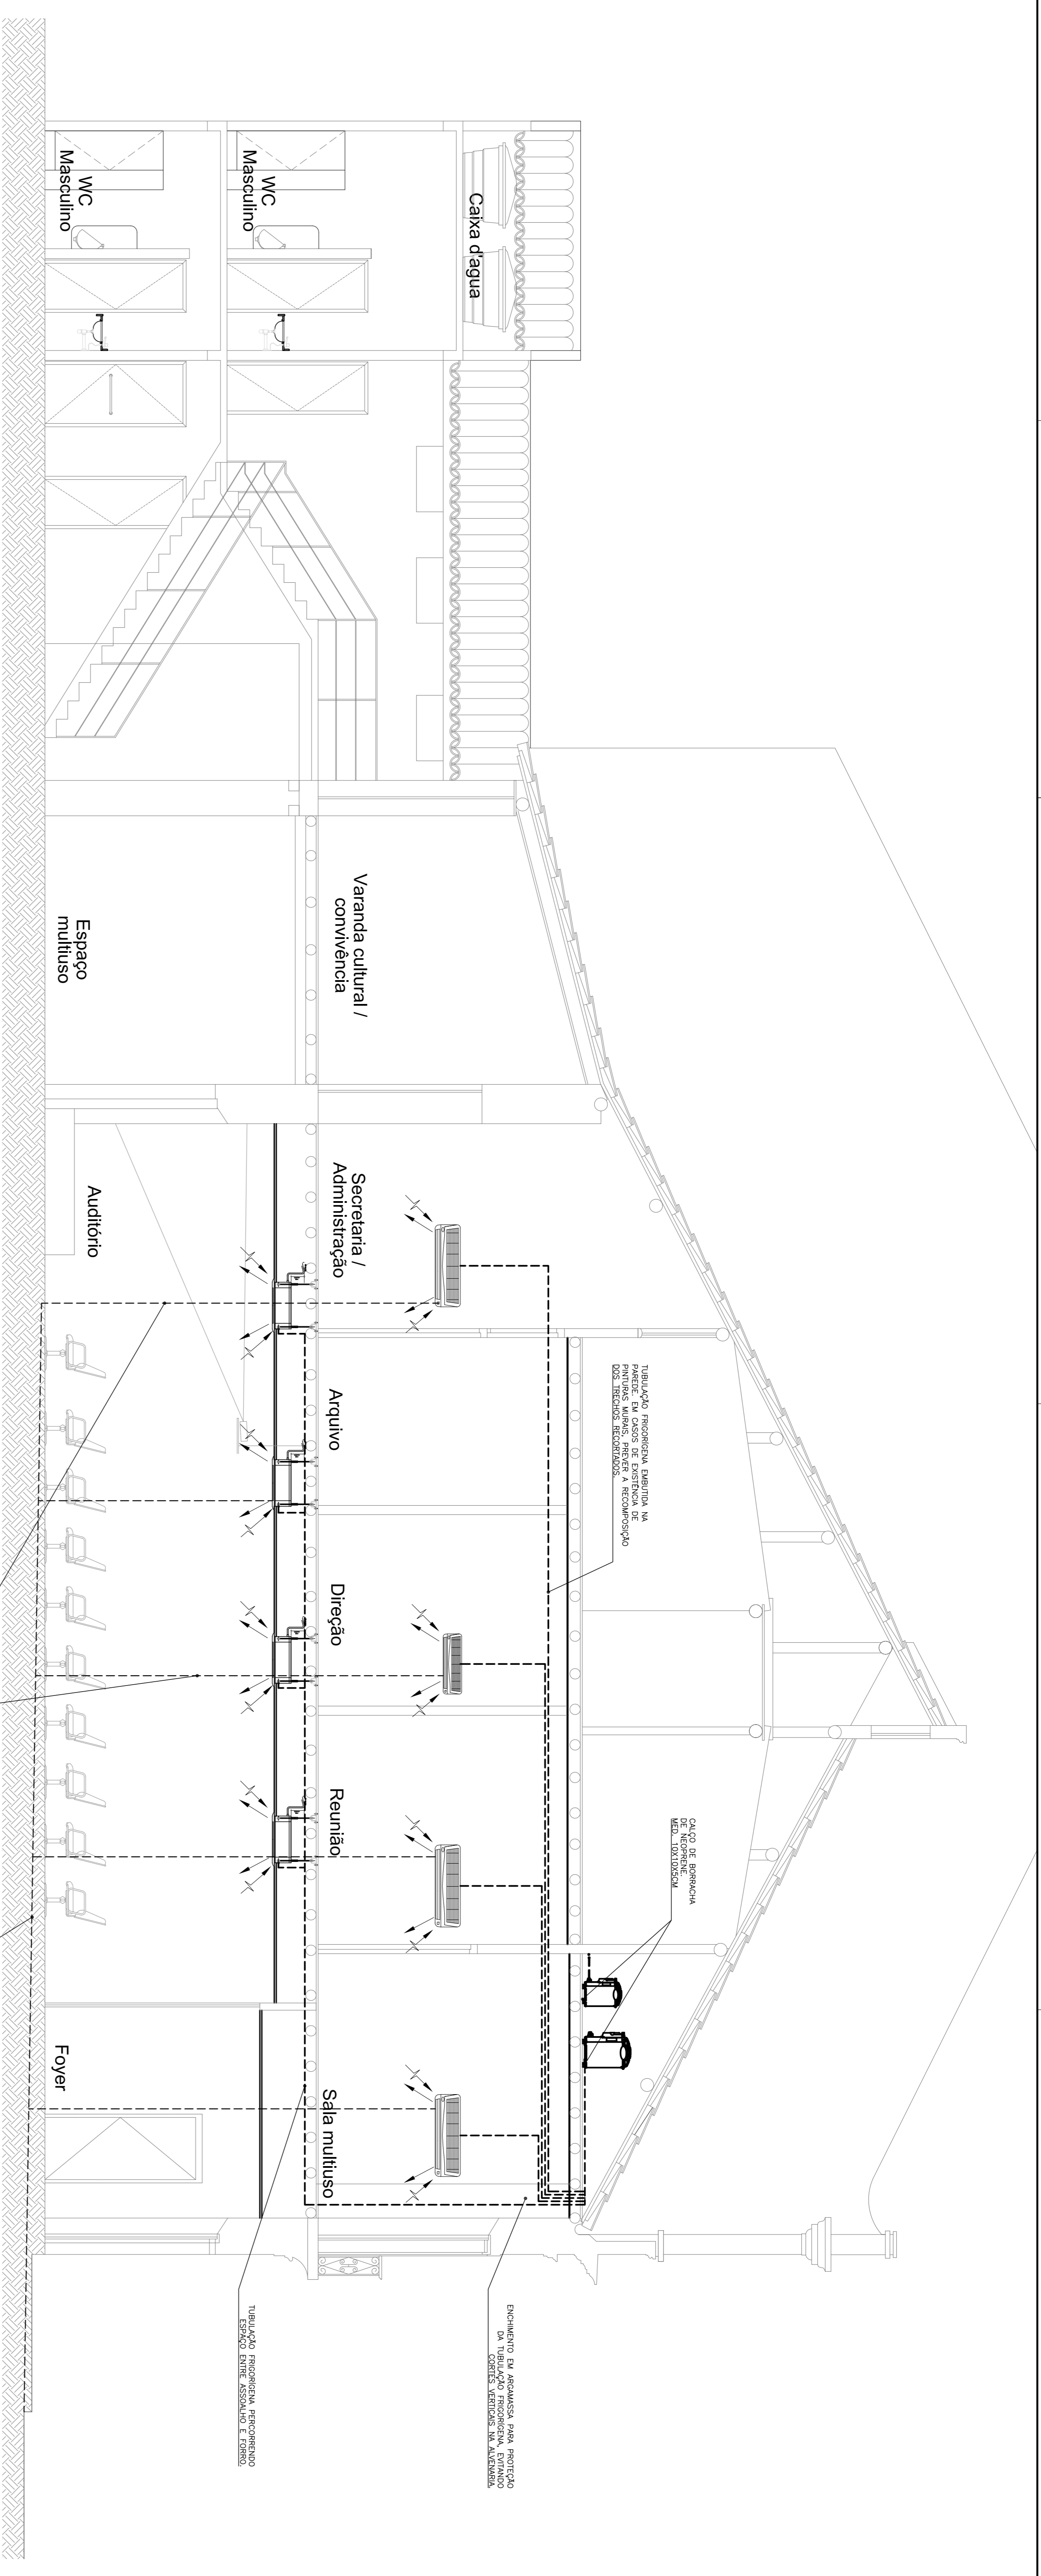 Caixa d'agua
WC
Masculino
WC
Masculino
Varanda cultural /
convivência
Espaço
multiuso
CALÇO DE BORRACHA
DE NEOPRENE.
MED. 10X10X5CM
TUBULAÇÃO FRIGORÍGENA EMBUTIDA NA
PAREDE. EM CASOS DE EXISTÊNCIA DE
PINTURAS MURAIS, PREVER A RECOMPOSIÇÃO
DOS TRECHOS RECORTADOS.
Secretaria /
Administração
Arquivo
Direção
Reunião
Sala multiuso
Auditório
Foyer
ENCHIMENTO EM ARGAMASSA PARA PROTEÇÃO
DA TUBULAÇÃO FRIGORÍGENA, EVITANDO
CORTES VERTICAIS NA ALVENARIA.
TUBULAÇÃO FRIGORÍGENA PERCORRENDO
ESPAÇO ENTRE ASSOALHO E FORRO.